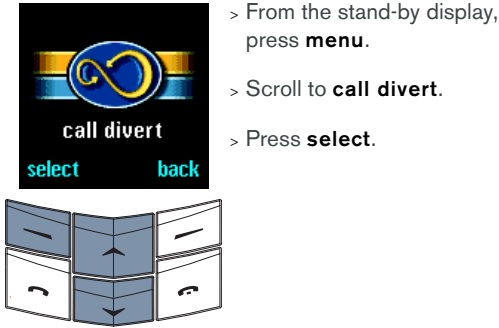 call divert
select back
> From the stand-by display,
press menu.
> Scroll to call divert.
> Press select.